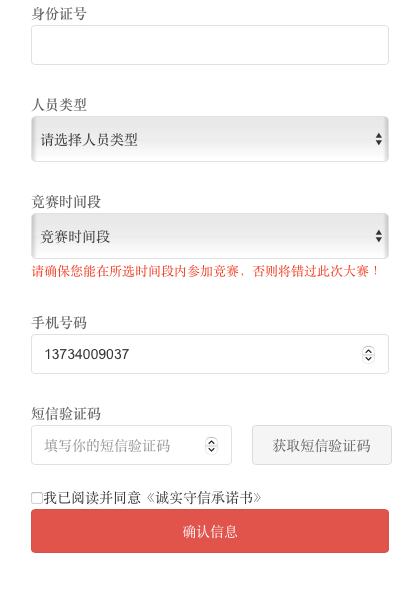 身份证号
人员类型
请选择人员类型
竞赛时间段
竞赛时间段
请确保您能在所选时间段内参加竞赛，否则将错过此次大赛！
手机号码
13734009037
短信验证码
填写你的短信验证码 获取短信验证码
我已阅读并同意《诚实守信承诺书》
确认信息